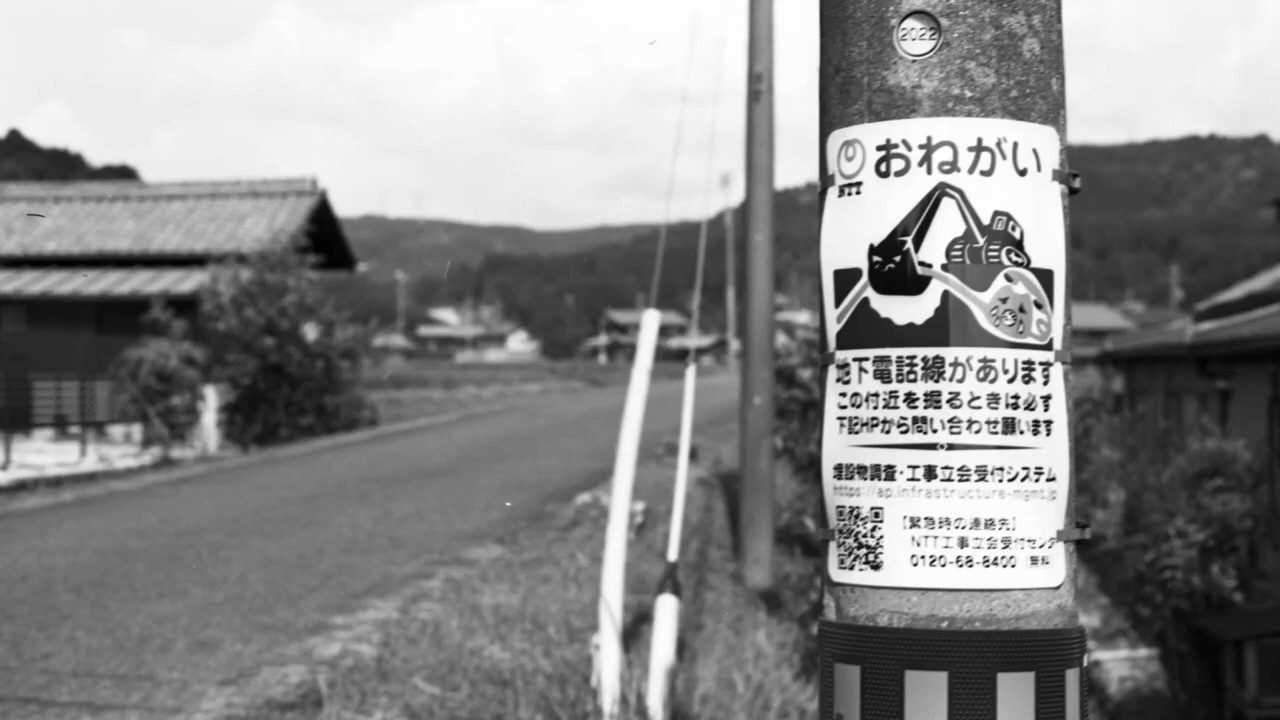 2022
おねがい
NTT
地下電話線があります
この付近を掘るときは必ず
下記HPから問い合わせ願います
埋設物調査・工事立会受付システム
https://ap.infrastructure-mgmt.jp
【緊急時の連絡先】
NTT工事立会受付センタ
0120-68-8400 無料